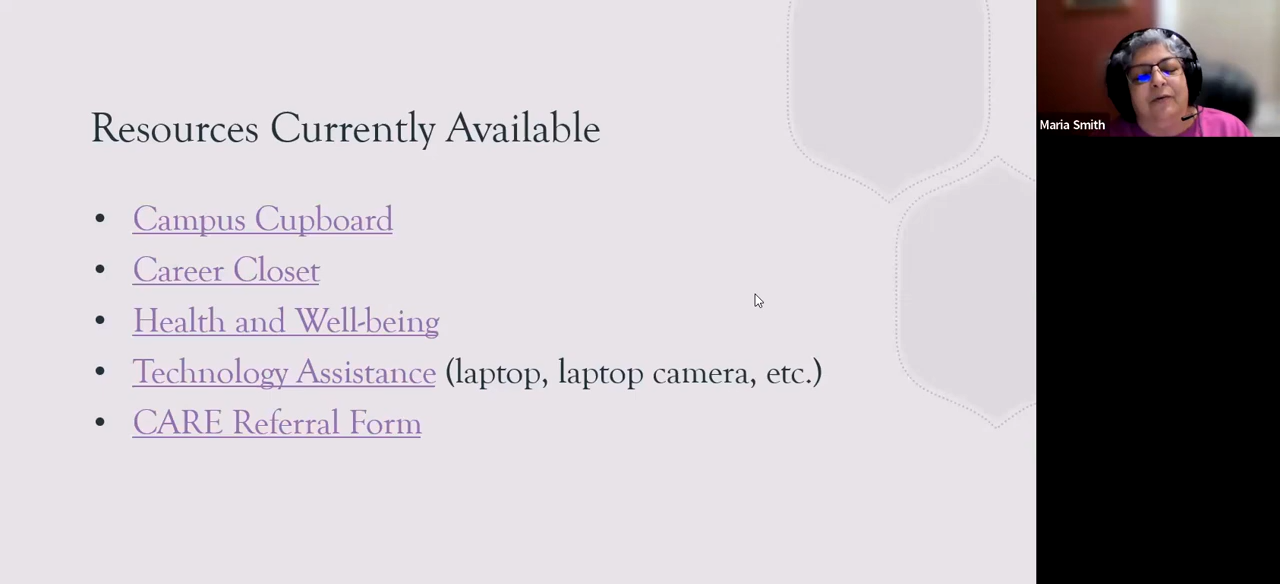 Resources Currently Available
• Campus Cupboard
• Career Closet
• Health and Well-being
• Technology Assistance (laptop, laptop camera, etc.)
• CARE Referral Form
Maria Smith